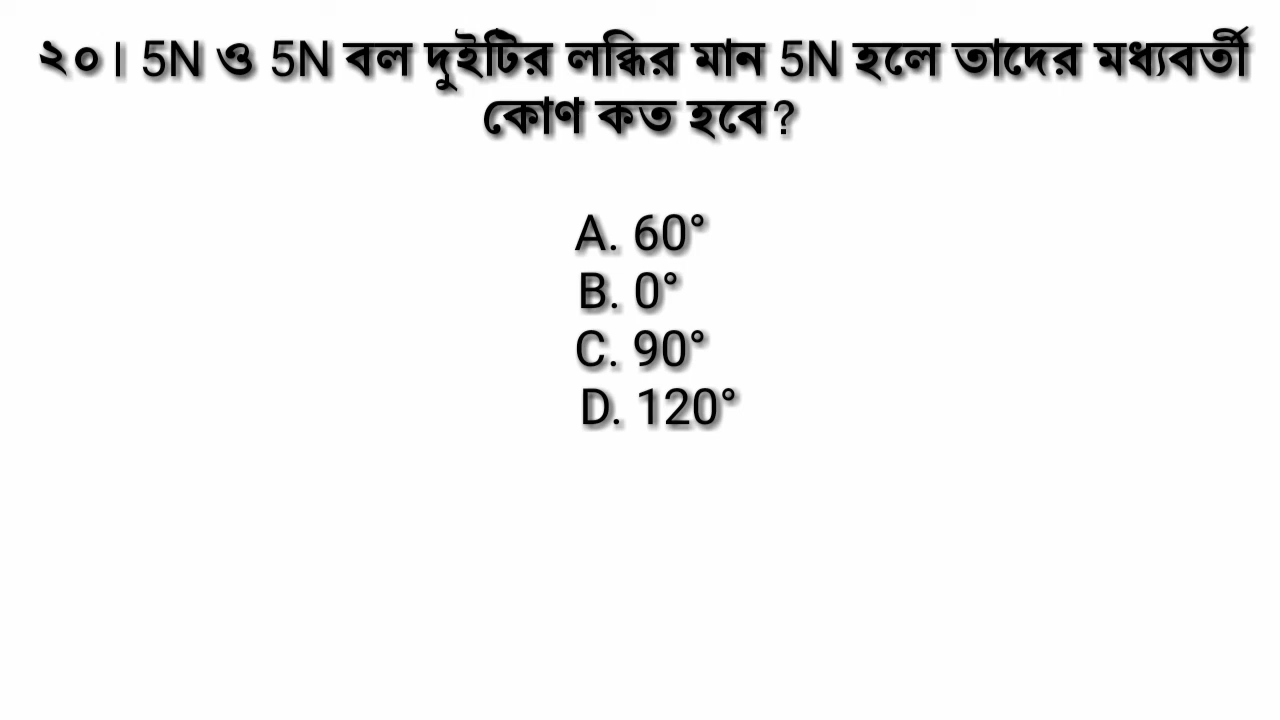 ২০। 5N ও 5N বল দুইটির লব্ধির মান 5N হলে তাদের মধ্যবর্তী
কোণ কত হবে?
A. 60°
B. 0°
C. 90°
D. 120°